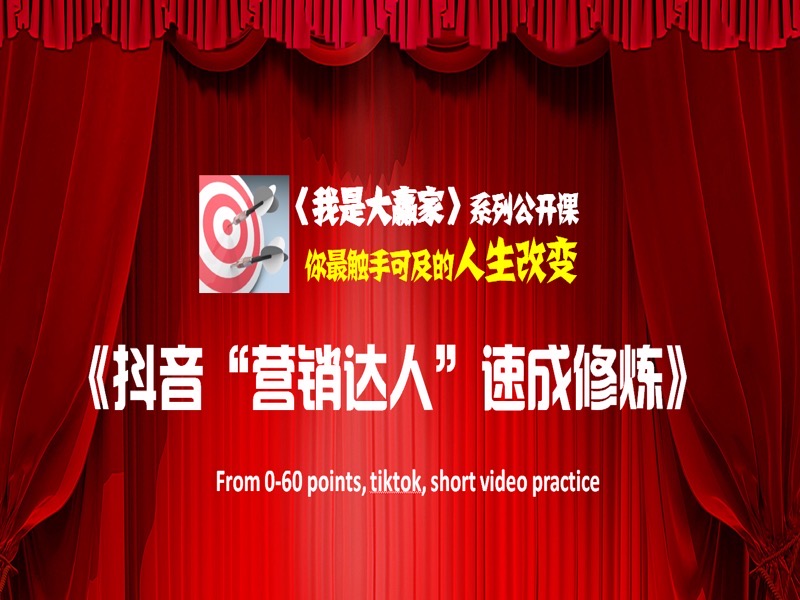 《我是大赢家》系列公开课
你最触手可及的人生改变
《抖音“营销达人”速成修炼》
From 0-60 points, tiktok, short video practice